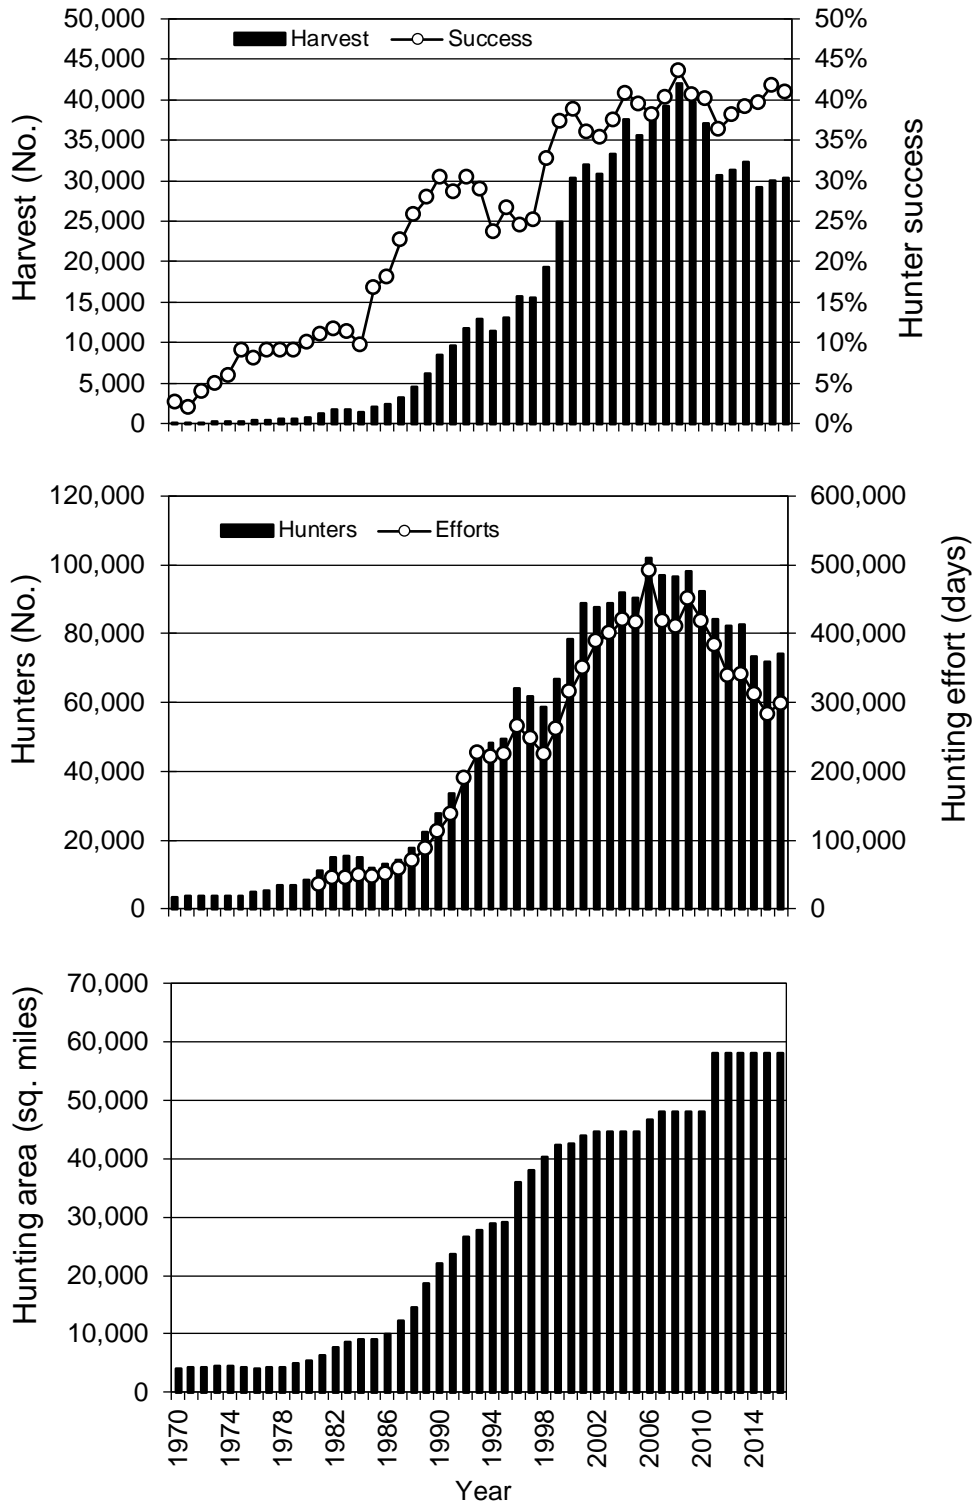 50,000 50%
Harvest Success
45,000 45%
40,000 40%
35,000 35%
30,000 30%
25,000 25%
20,000 20%
15,000 15%
10,000 10%
5,000 5%
0 0%
Harvest (No.)
Hunter success
120,000 600,000
Hunters Efforts
100,000 500,000
80,000 400,000
60,000 300,000
40,000 200,000
20,000 100,000
0 0
Hunters (No.)
Hunting effort (days)
70,000
60,000
50,000
40,000
30,000
20,000
10,000
0
Hunting area (sq. miles)
1970 1974 1978 1982 1986 1990 1994 1998 2002 2006 2010 2014
Year